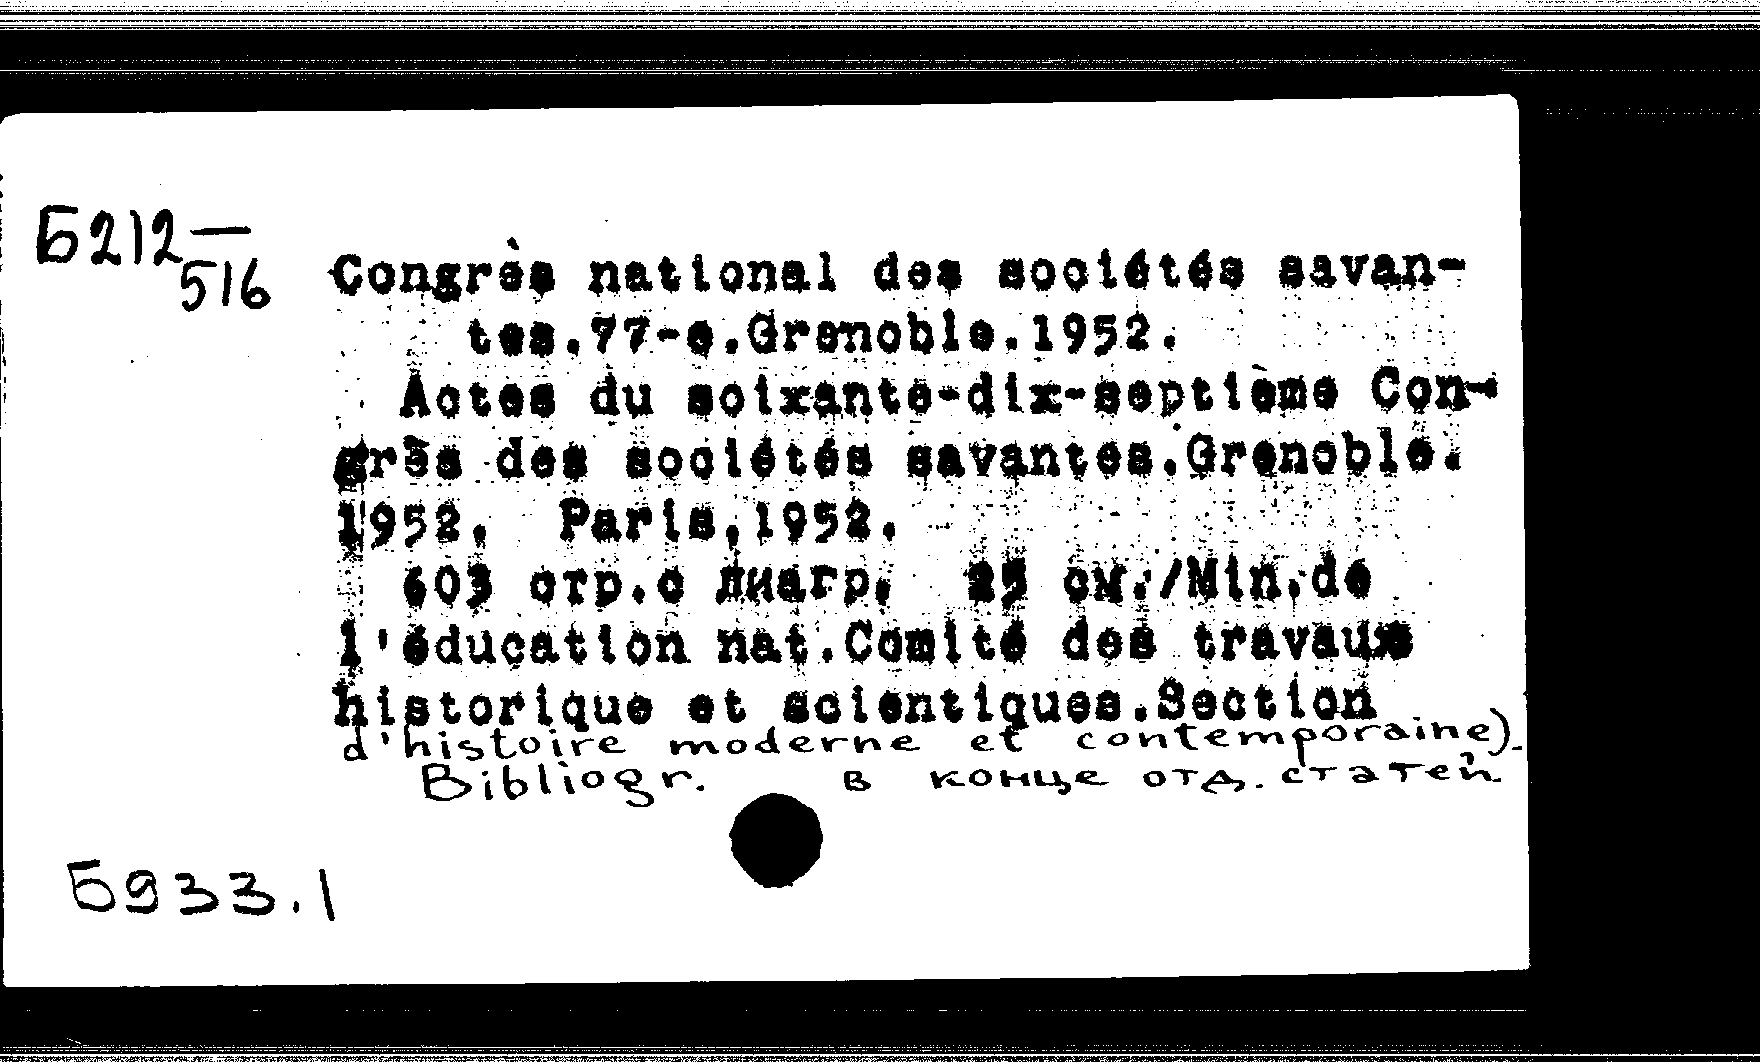 Б212—
516
Congrès national des sociétés savan-
tes.77-e.Grenoble.1952.
Actes du soixante-dix-septième Con-
grès des sociétés savantes.Grenoble.
1952. Paris,1952.
603 стр.с диагр. 25 см./Min.de
l'éducation nat.Comité des travaux
historique et scientiques.Section
d'histoire moderne et contemporaine).
Bibliogr. в конце отд. статей
Б933.1